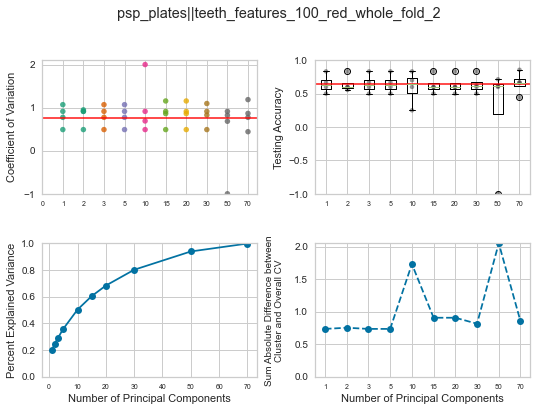 psp_plates||teeth_features_100_red_whole_fold_2
Coefficient of Variation
2
1
0
−1
0 1 2 3 5 10 15 20 30 50 70
Testing Accuracy
1.0
0.5
0.0
−0.5
−1.0
1 2 3 5 10 15 20 30 50 70
Percent Explained Variance
1.0
0.8
0.6
0.4
0.2
0.0
0 10 20 30 40 50 60 70
Number of Principal Components
Sum Absolute Difference between
Cluster and Overall CV
2.0
1.5
1.0
0.5
0.0
1 2 3 5 10 15 20 30 50 70
Number of Principal Components